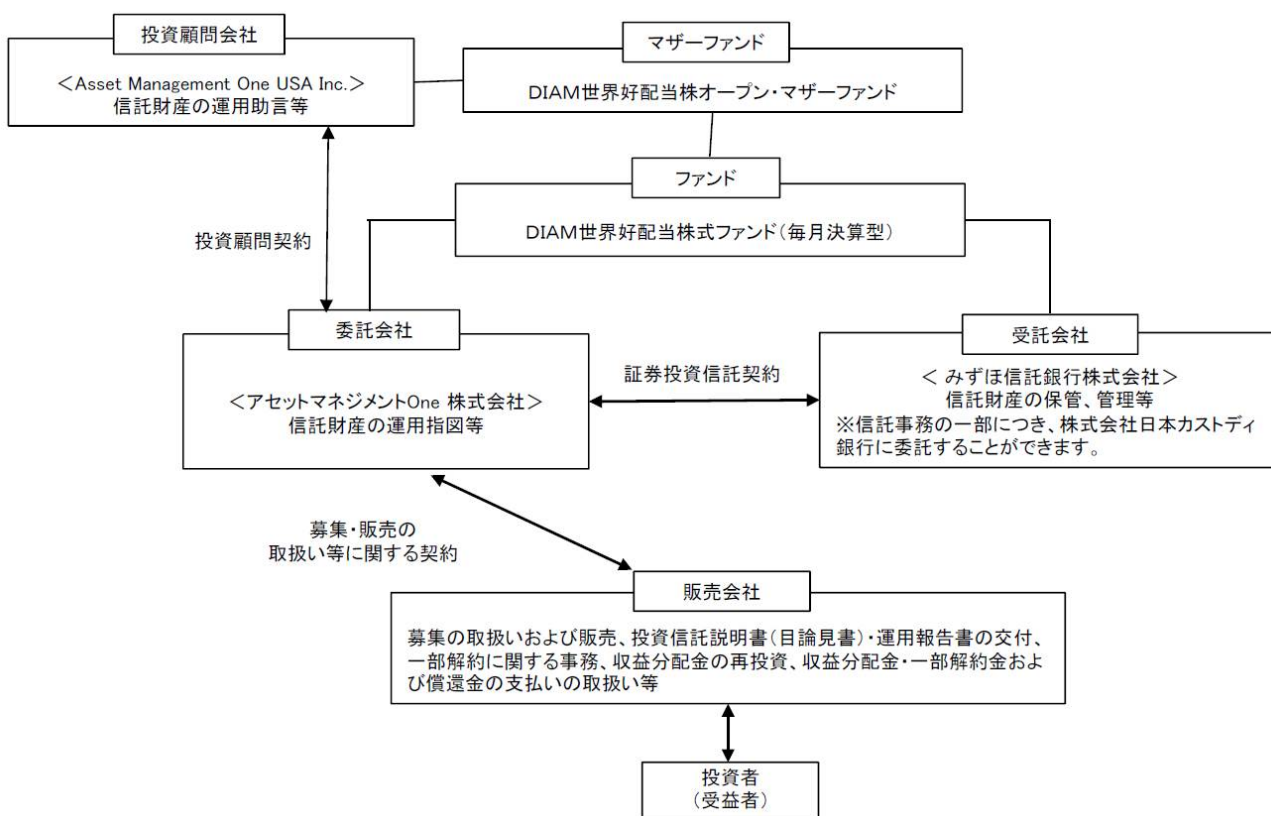 投資顧問会社
<Asset Management One USA Inc.>
信託財産の運用助言等
マザーファンド
DIAM世界好配当株オープン・マザーファンド
ファンド
DIAM世界好配当株式ファンド(毎月決算型)
投資顧問契約
委託会社
<アセットマネジメントOne 株式会社>
信託財産の運用指図等
証券投資信託契約
受託会社
< みずほ信託銀行株式会社>
信託財産の保管、管理等
※信託事務の一部につき、株式会社日本カストディ
銀行に委託することができます。
募集・販売の
取扱い等に関する契約
販売会社
募集の取扱いおよび販売、投資信託説明書(目論見書)・運用報告書の交付、
一部解約に関する事務、収益分配金の再投資、収益分配金・一部解約金およ
び償還金の支払いの取扱い等
投資者
(受益者)